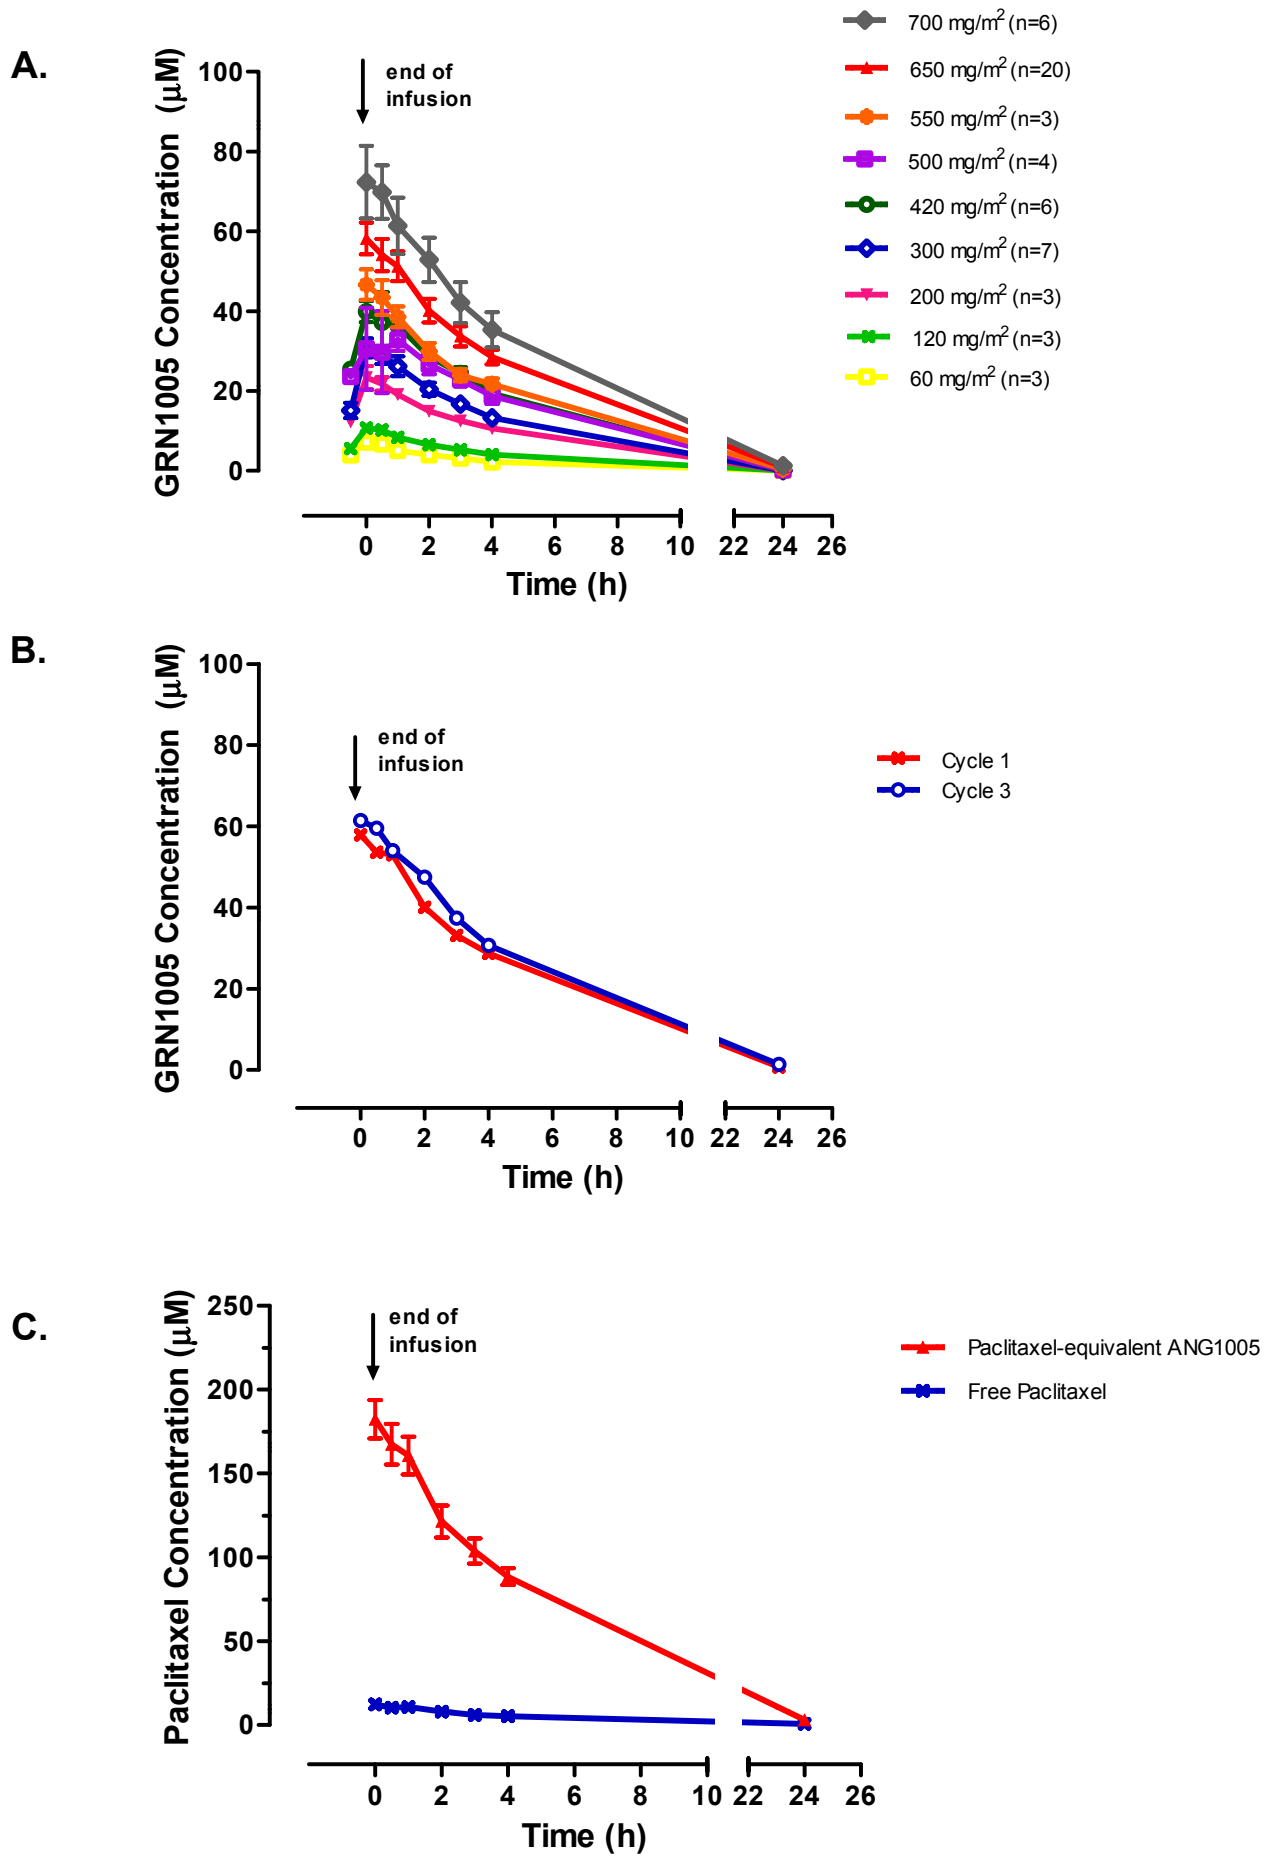 A.
GRN1005 Concentration (μM)
100
80
60
40
20
0
end of
infusion
700 mg/m² (n=6)
650 mg/m² (n=20)
550 mg/m² (n=3)
500 mg/m² (n=4)
420 mg/m² (n=6)
300 mg/m² (n=7)
200 mg/m² (n=3)
120 mg/m² (n=3)
60 mg/m² (n=3)
0 2 4 6 8 10 22 24 26
Time (h)
B.
GRN1005 Concentration (μM)
100
80
60
40
20
0
end of
infusion
Cycle 1
Cycle 3
0 2 4 6 8 10 22 24 26
Time (h)
C.
Paclitaxel Concentration (μM)
250
200
150
100
50
0
end of
infusion
Paclitaxel-equivalent ANG1005
Free Paclitaxel
0 2 4 6 8 10 22 24 26
Time (h)